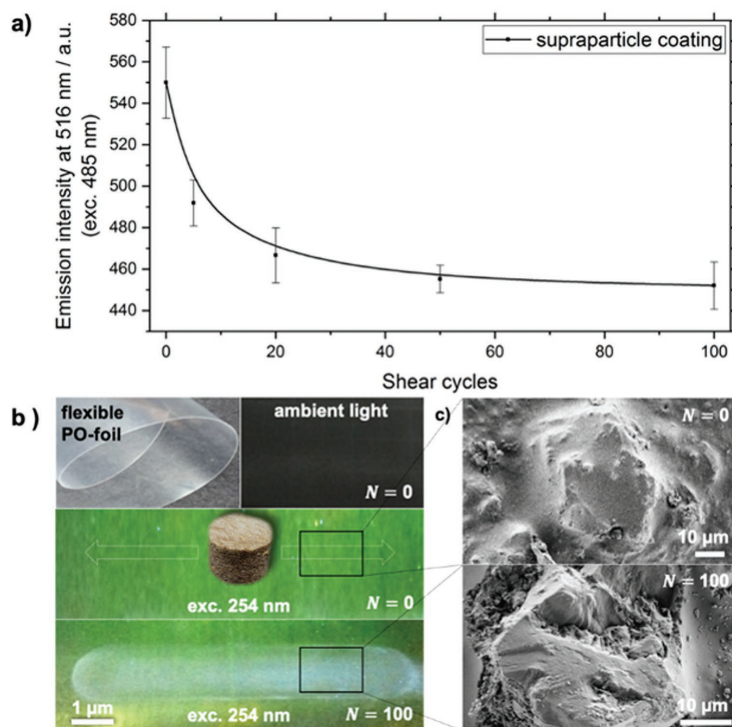 a)
580
560
540
520
500
480
460
440
0
20
40
60
80
100
Emission intensity at 516 nm / a.u.
(exc. 485 nm)
supraparticle coating
Shear cycles
b )
flexible
PO-foil
ambient light
N = 0
exc. 254 nm
N = 0
1 µm
exc. 254 nm
N = 100
c)
N = 0
10 µm
N = 100
10 µm